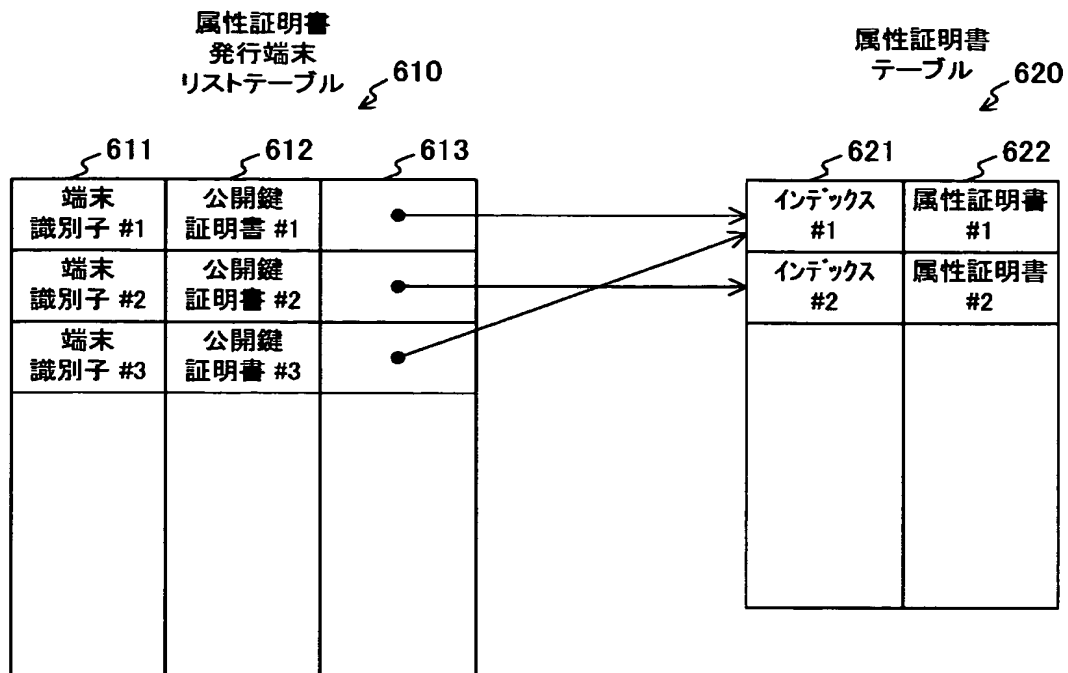 属性証明書
発行端末
リストテーブル
610
611
612
613
端末
識別子 #1
公開鍵
証明書 #1
端末
識別子 #2
公開鍵
証明書 #2
端末
識別子 #3
公開鍵
証明書 #3
属性証明書
テーブル
620
621
622
インデックス
#1
属性証明書
#1
インデックス
#2
属性証明書
#2